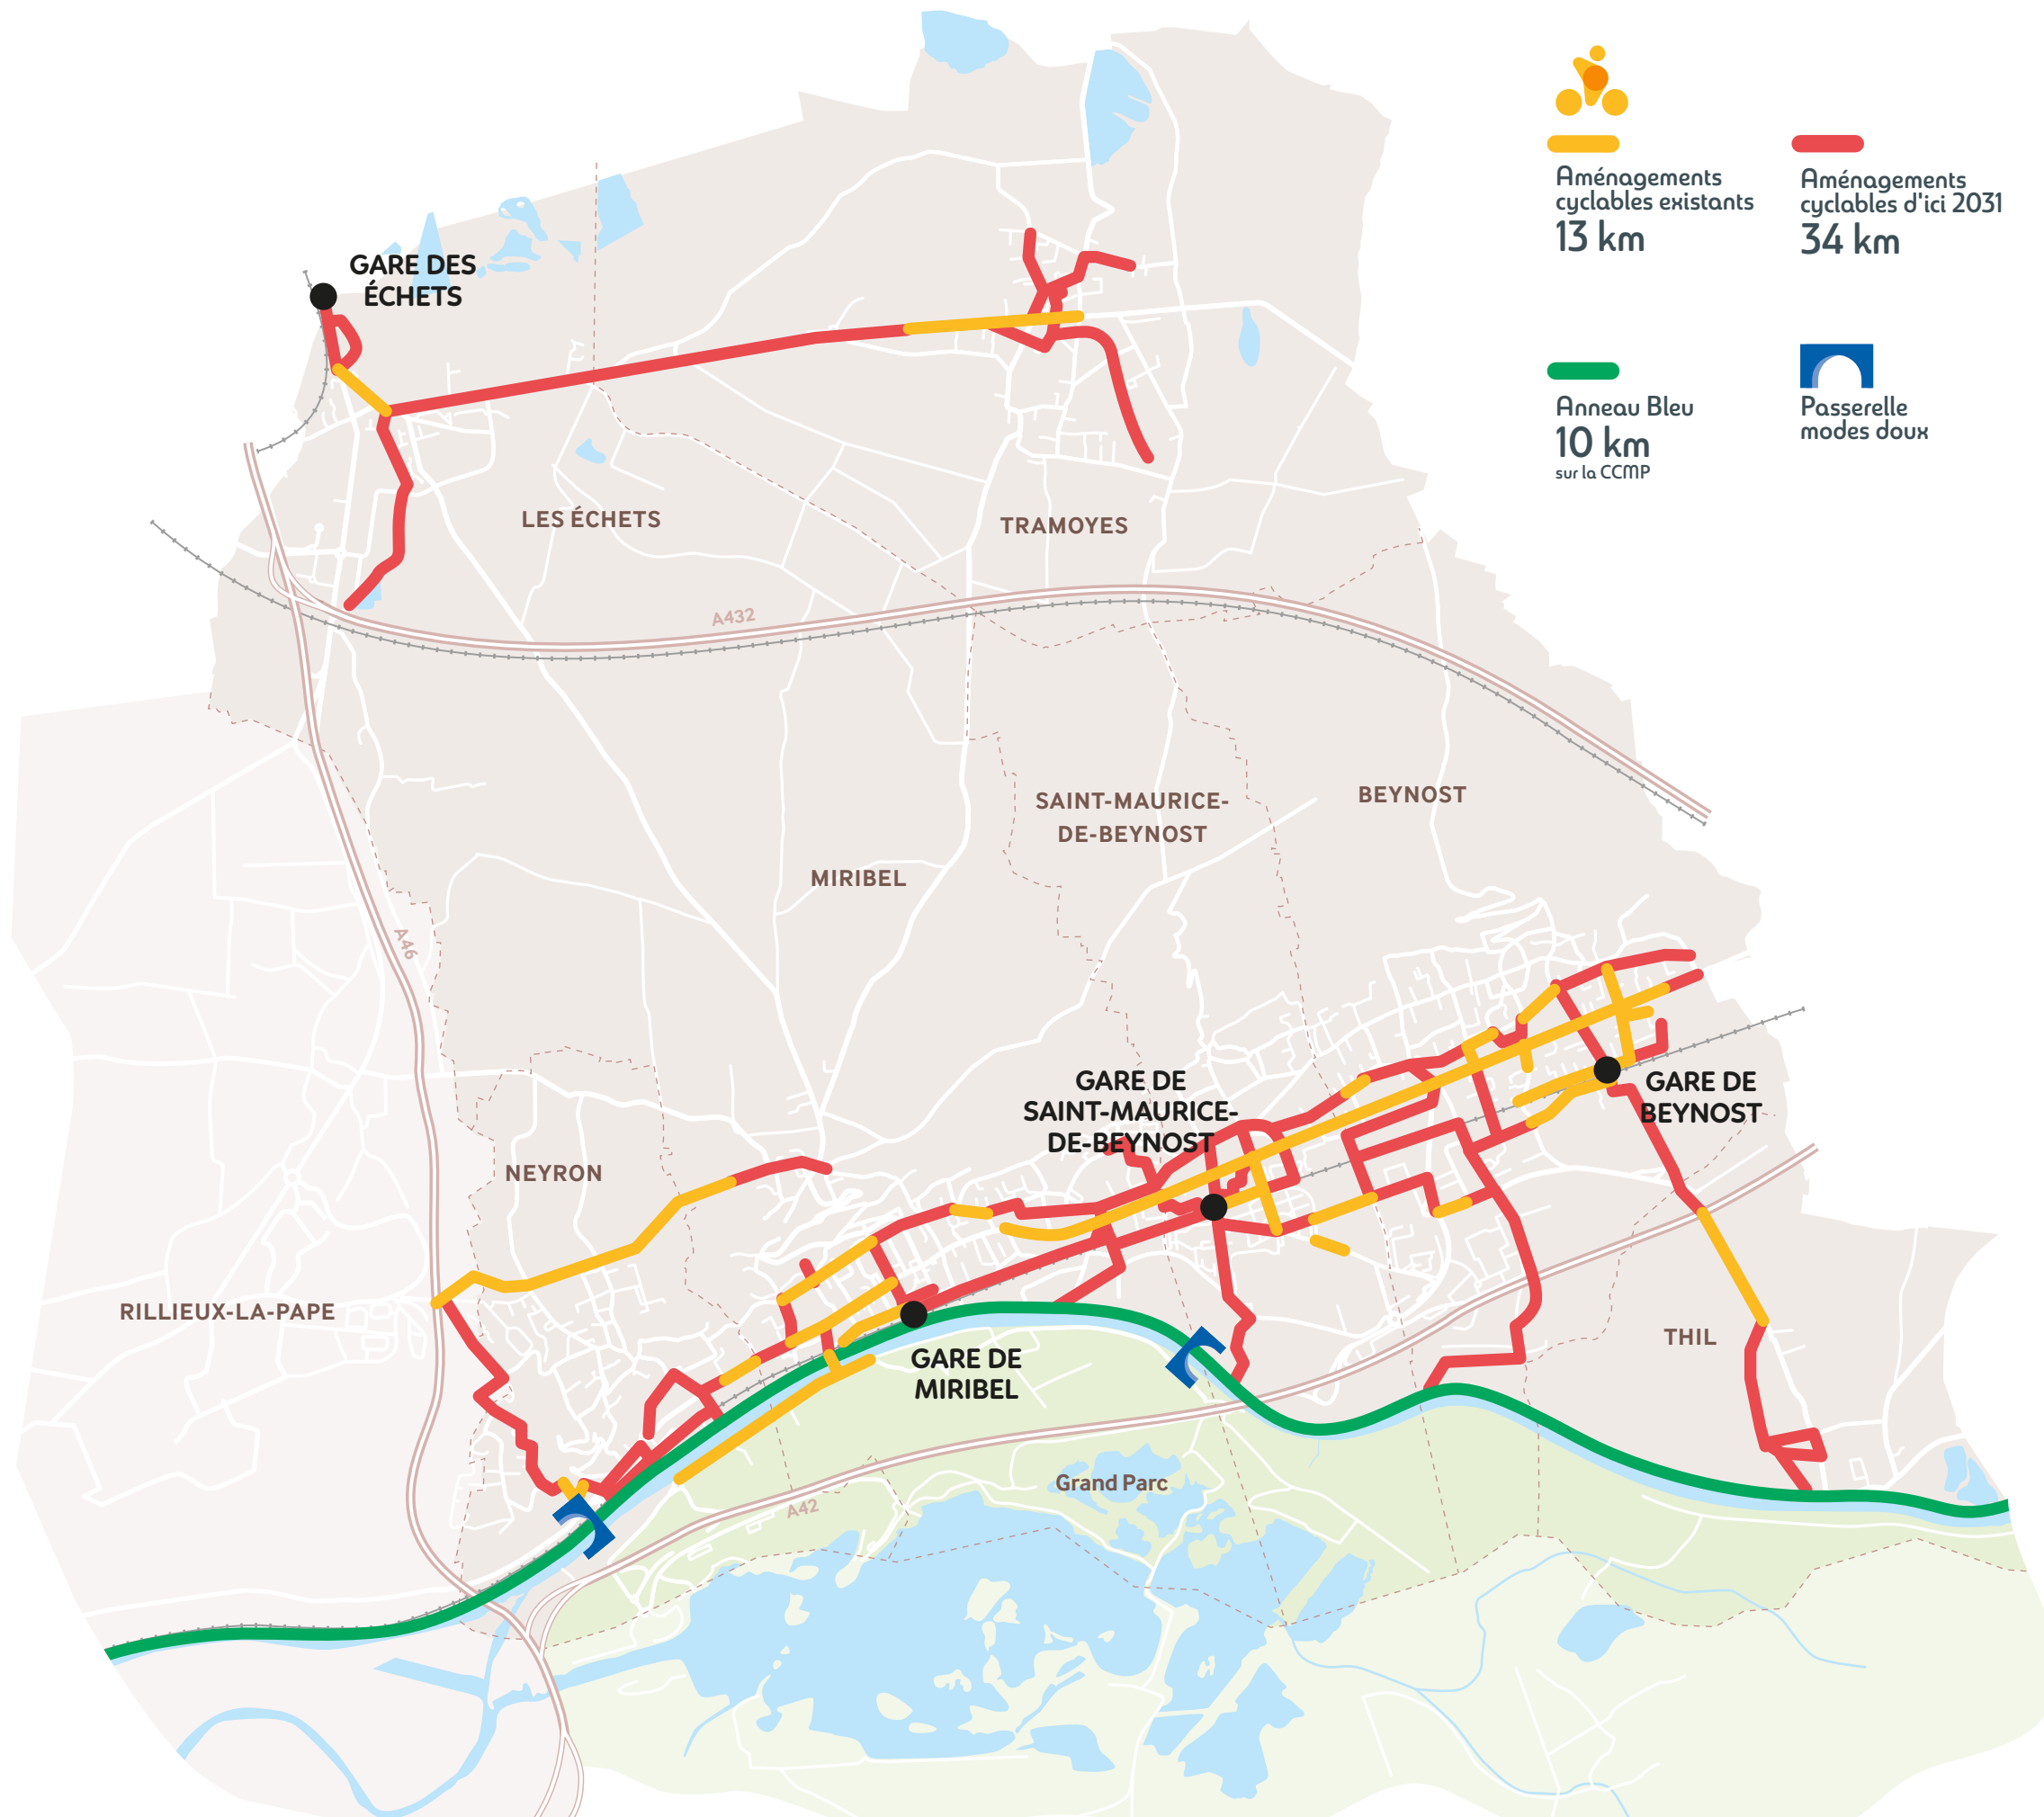 Aménagements
cyclables existants
13 km
Aménagements
cyclables d'ici 2031
34 km
Anneau Bleu
10 km
sur la CCMP
Passerelle
modes doux
GARE DES
ÉCHETS
LES ÉCHETS
TRAMOYES
A432
SAINT-MAURICE-
DE-BEYNOST
BEYNOST
MIRIBEL
A46
GARE DE
SAINT-MAURICE-
DE-BEYNOST
GARE DE
BEYNOST
NEYRON
RILLIEUX-LA-PAPE
THIL
GARE DE
MIRIBEL
Grand Parc
A42